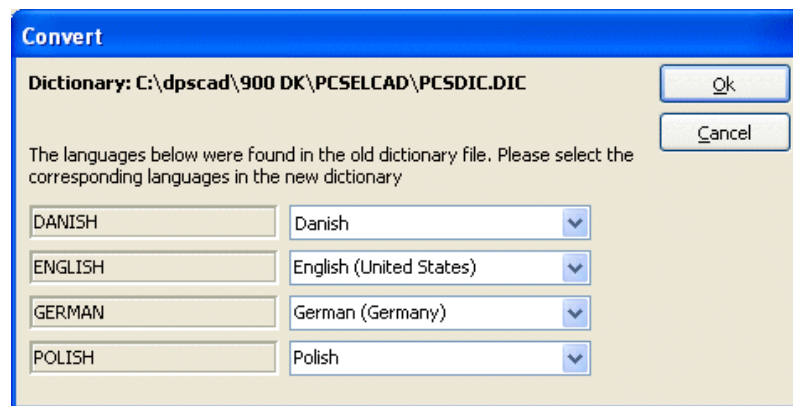 Convert
Dictionary: C:\dpscad\900 DK\PCSELCAD\PCSDIC.DIC
Ok
Cancel
The languages below were found in the old dictionary file. Please select the
corresponding languages in the new dictionary
DANISH Danish
ENGLISH English (United States)
GERMAN German (Germany)
POLISH Polish